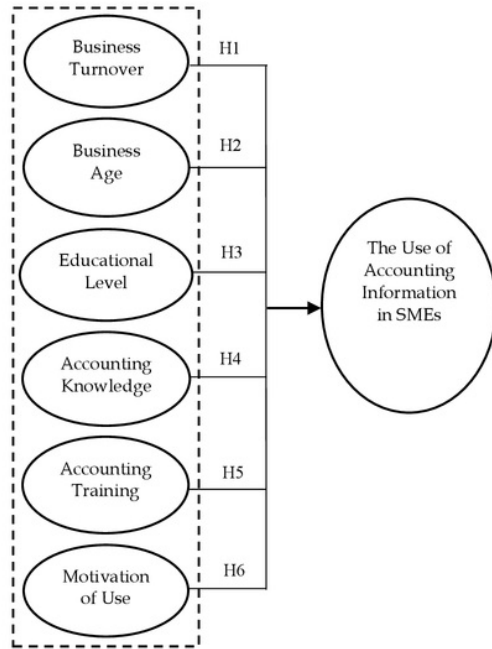 Business
Turnover
H1
Business
Age
H2
Educational
Level
H3
Accounting
Knowledge
H4
Accounting
Training
H5
Motivation
of Use
H6
The Use of
Accounting
Information
in SMEs